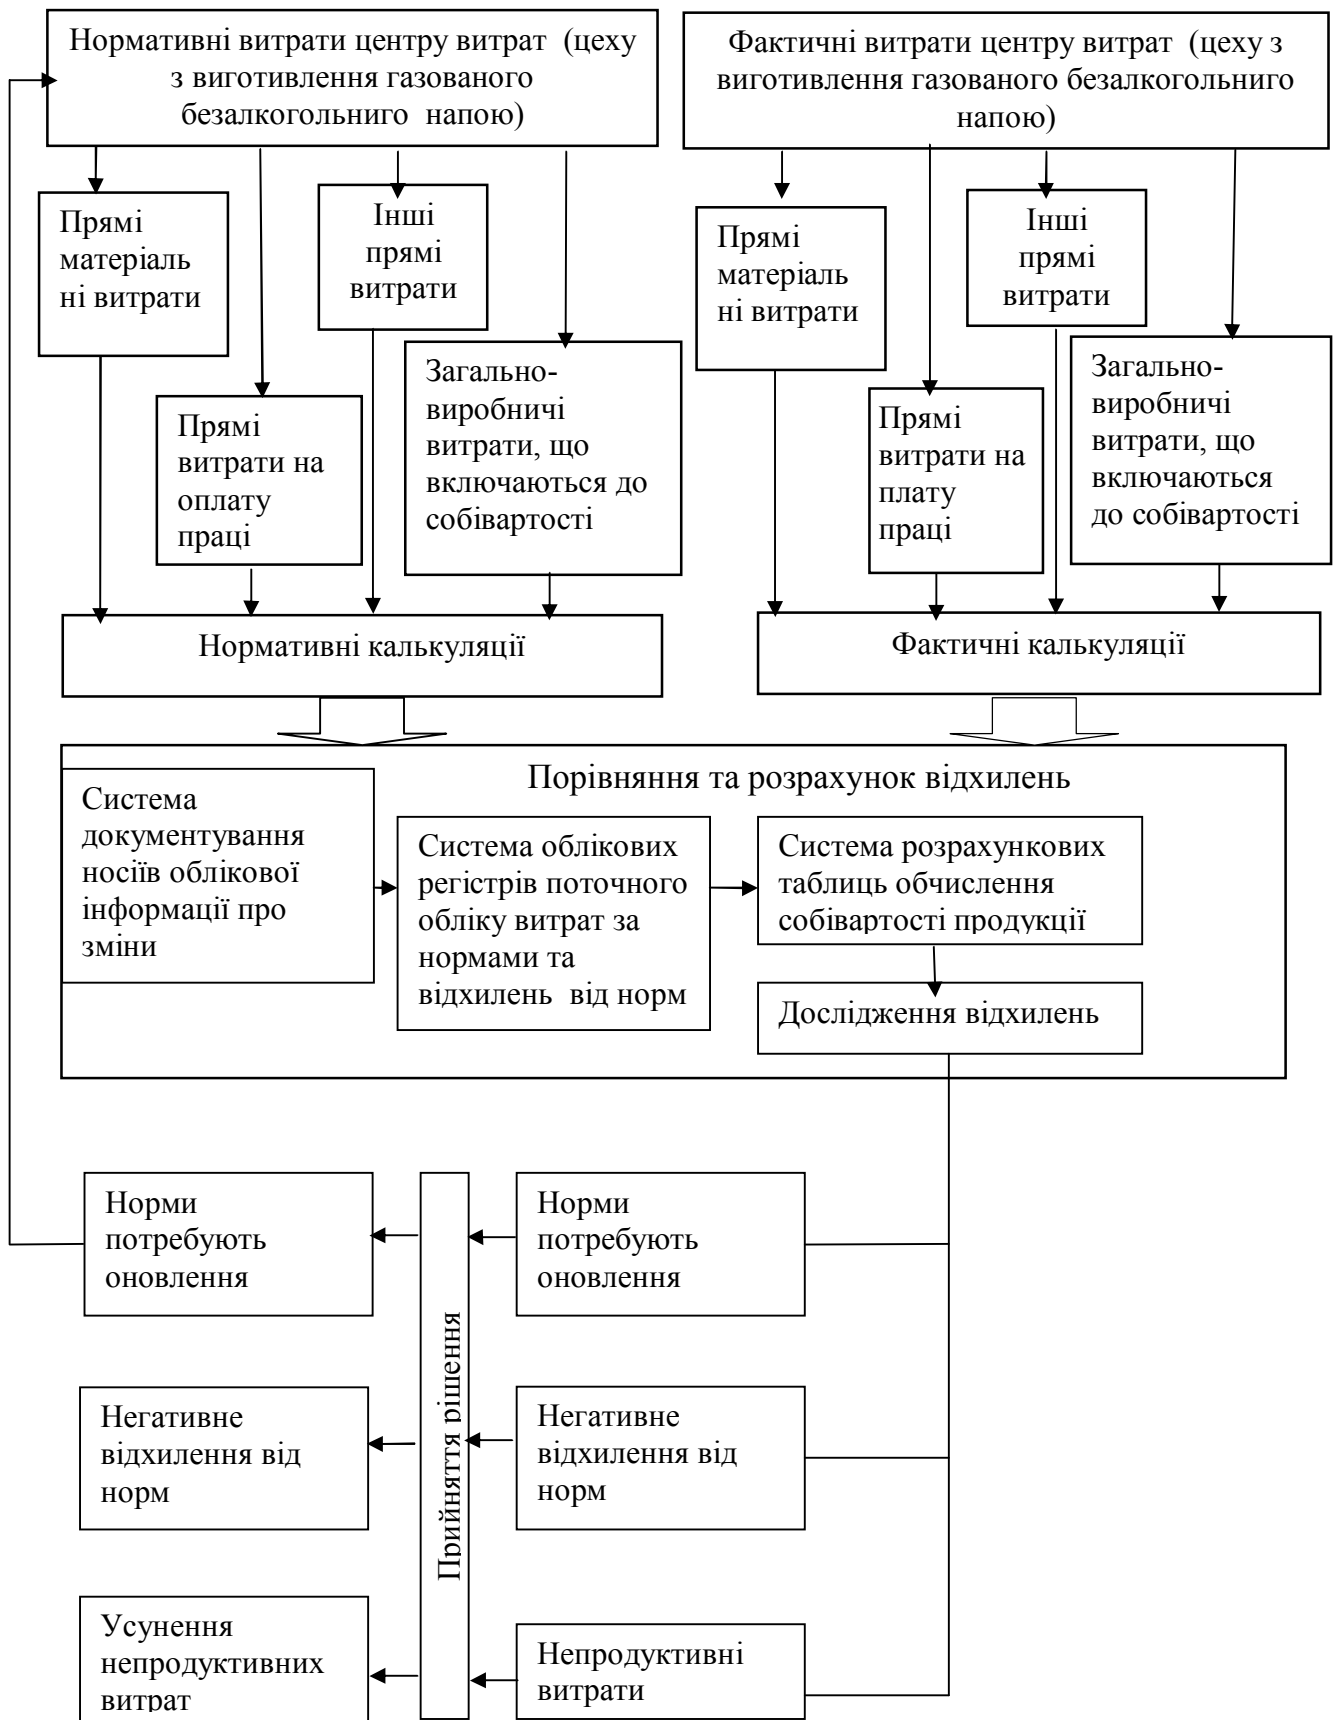 Нормативні витрати центру витрат (цеху
з виготивлення газованого
безалкогольниго напою)
Фактичні витрати центру витрат (цеху з
виготивлення газованого безалкогольниго
напою)
Прямі
матеріаль
ні витрати
Прямі
витрати на
оплату
праці
Інші
прямі
витрати
Загально-
виробничі
витрати, що
включаються до
собівартості
Прямі
матеріаль
ні витрати
Прямі
витрати на
плату
праці
Інші
прямі
витрати
Загально-
виробничі
витрати, що
включаються
до собівартості
Нормативні калькуляції
Фактичні калькуляції
Порівняння та розрахунок відхилень
Система
документування
носіїв облікової
інформації про
зміни
Система облікових
регістрів поточного
обліку витрат за
нормами та
відхилень від норм
Система розрахункових
таблиць обчислення
собівартості продукції
Дослідження відхилень
Норми
потребують
оновлення
Прийняття рішення
Норми
потребують
оновлення
Негативне
відхилення від
норм
Негативне
відхилення від
норм
Усунення
непродуктивних
витрат
Непродуктивні
витрати